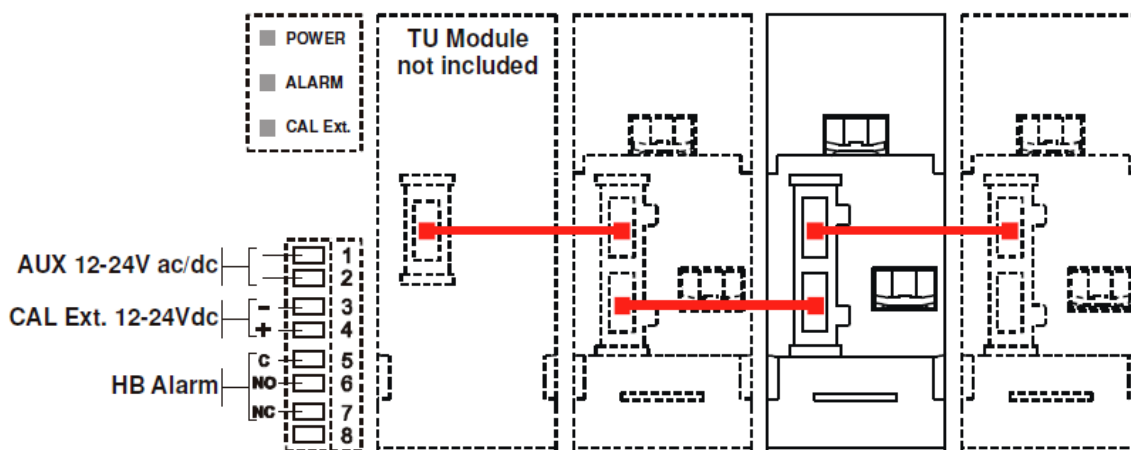 POWER
ALARM
CAL Ext.
TU Module
not included
AUX 12-24V ac/dc
1
2
CAL Ext. 12-24Vdc
- 3
+ 4
HB Alarm
C 5
NO 6
NC 7
8